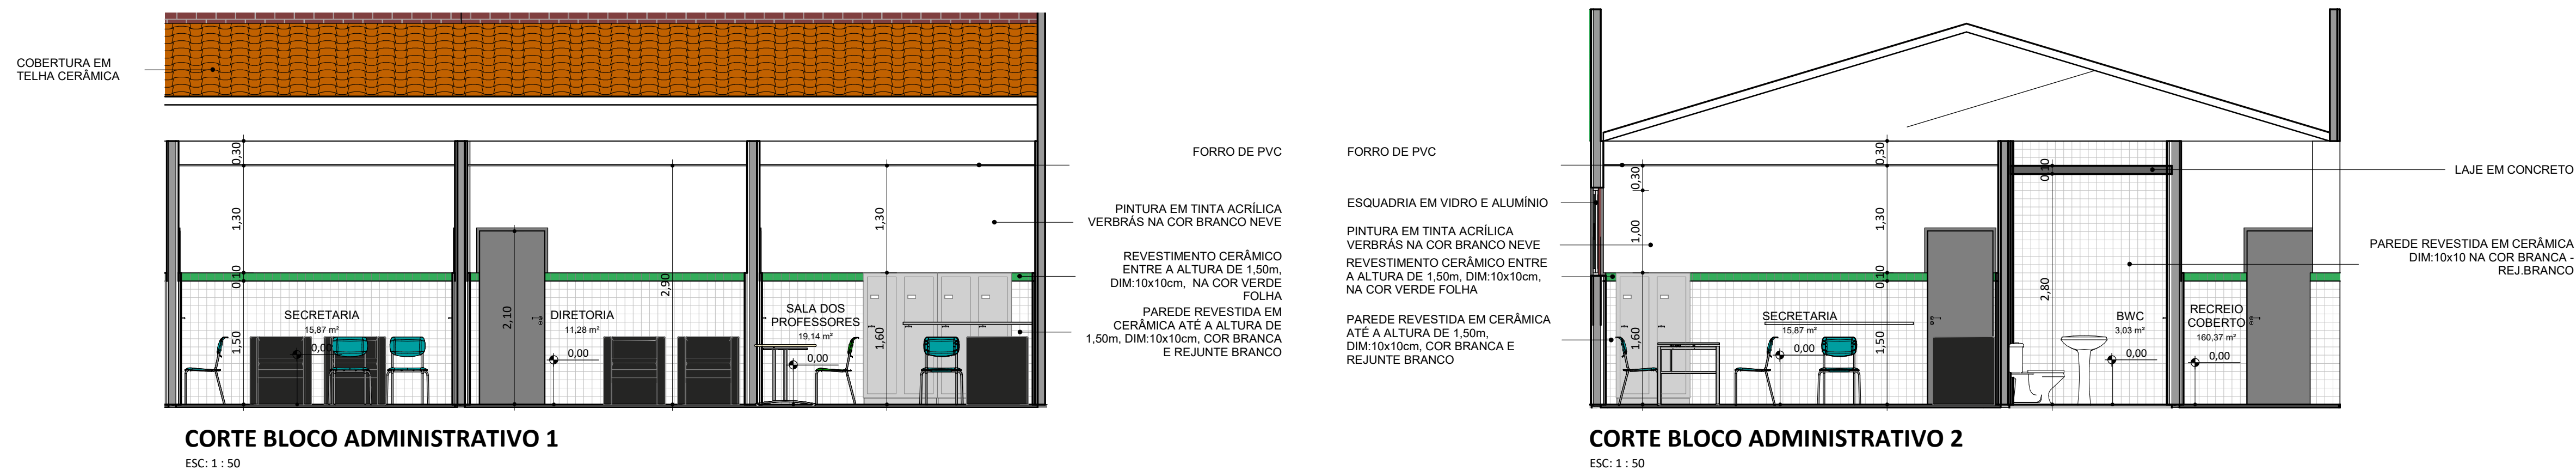 COBERTURA EM
TELHA CERÂMICA
0,30
1,30
0,10
1,50
2,10
2,90
1,30
1,60
SECRETARIA
15,87 m²
0,00
DIRETORIA
11,28 m²
0,00
SALA DOS
PROFESSORES
19,14 m²
0,00
FORRO DE PVC
PINTURA EM TINTA ACRÍLICA
VERBRÁS NA COR BRANCO NEVE
REVESTIMENTO CERÂMICO
ENTRE A ALTURA DE 1,50m,
DIM:10x10cm, NA COR VERDE
FOLHA
PAREDE REVESTIDA EM
CERÂMICA ATÉ A ALTURA DE
1,50m, DIM:10x10cm, COR BRANCA
E REJUNTE BRANCO
CORTE BLOCO ADMINISTRATIVO 1
ESC: 1 : 50
FORRO DE PVC
ESQUADRIA EM VIDRO E ALUMÍNIO
PINTURA EM TINTA ACRÍLICA
VERBRÁS NA COR BRANCO NEVE
REVESTIMENTO CERÂMICO ENTRE
A ALTURA DE 1,50m, DIM:10x10cm,
NA COR VERDE FOLHA
PAREDE REVESTIDA EM CERÂMICA
ATÉ A ALTURA DE 1,50m,
DIM:10x10cm, COR BRANCA E
REJUNTE BRANCO
0,30
1,00
1,60
0,30
1,30
0,10
1,50
0,10
2,80
SECRETARIA
15,87 m²
0,00
BWC
3,03 m²
0,00
RECREIO
COBERTO
160,37 m²
0,00
LAJE EM CONCRETO
PAREDE REVESTIDA EM CERÂMICA
DIM:10x10 NA COR BRANCA -
REJ.BRANCO
CORTE BLOCO ADMINISTRATIVO 2
ESC: 1 : 50